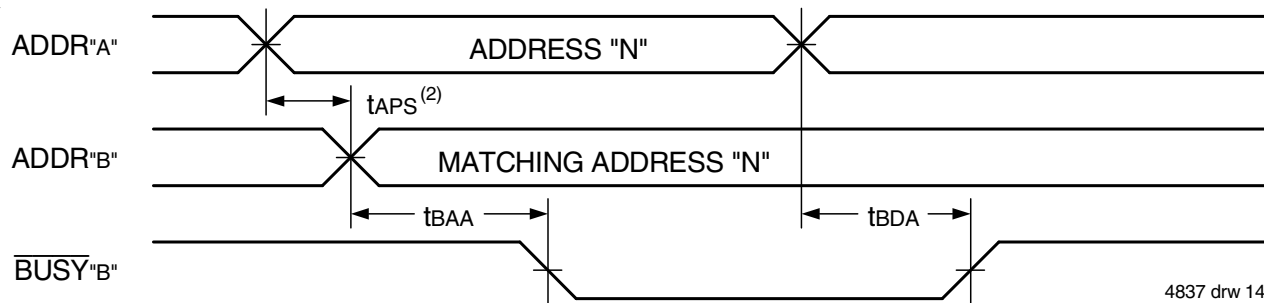 ADDR"A"
ADDRESS "N"
tAPS(2)
ADDR"B"
MATCHING ADDRESS "N"
tBAA
tBDA
BUSY"B"
4837 drw 14